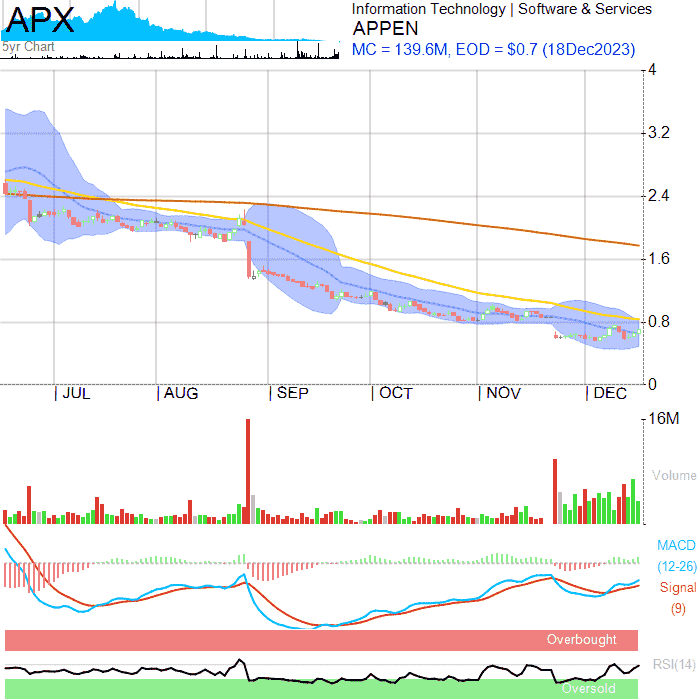 APX
5yr Chart
Information Technology | Software & Services
APPEN
MC = 139.6M, EOD = $0.7 (18Dec2023)
4
3.2
2.4
1.6
0.8
0
| JUL
| AUG
| SEP
| OCT
| NOV
| DEC
16M
Volume
MACD
(12-26)
Signal
(9)
Overbought
RSI(14)
Oversold